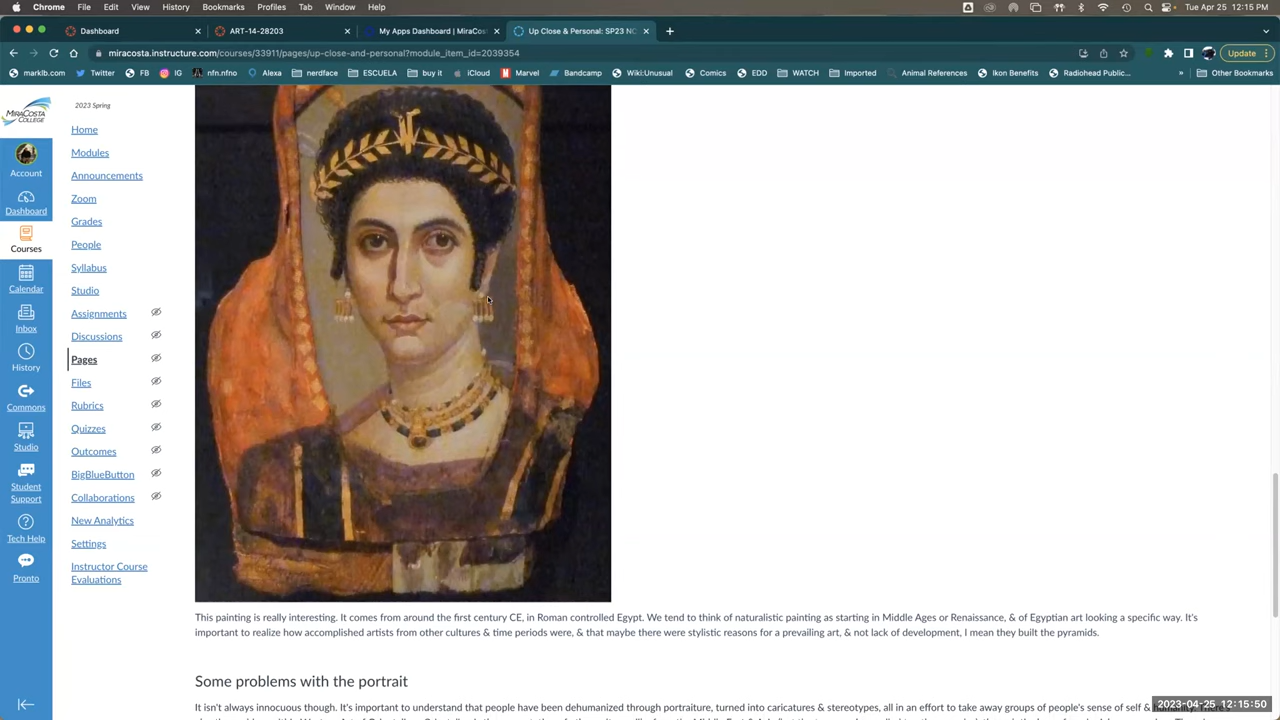 Chrome File Edit View History Bookmarks Profiles Tab Window Help Tue Apr 25 12:15 PM
Dashboard ART-14-28203 My Apps Dashboard | MiraCos Up Close & Personal: SP23 NC
miracosta.instructure.com/courses/33911/pages/up-close-and-personal?module_item_id=2039354 Update
marklb.com Twitter FB IG nfn.nfno Alexa nerdface ESCUELA buy it iCloud Marvel Bandcamp Wiki:Unusual Comics EDD WATCH Imported Animal References Ikon Benefits Radiohead Public... » Other Bookmarks
MIRACOSTA COLLEGE
Account
Dashboard
Courses
Calendar
Inbox
History
Commons
Studio
Student Support
Tech Help
Pronto
2023 Spring
Home
Modules
Announcements
Zoom
Grades
People
Syllabus
Studio
Assignments
Discussions
Pages
Files
Rubrics
Quizzes
Outcomes
BigBlueButton
Collaborations
New Analytics
Settings
Instructor Course
Evaluations
This painting is really interesting. It comes from around the first century CE, in Roman controlled Egypt. We tend to think of naturalistic painting as starting in Middle Ages or Renaissance, & of Egyptian art looking a specific way. It's
important to realize how accomplished artists from other cultures & time periods were, & that maybe there were stylistic reasons for a prevailing art, & not lack of development, I mean they built the pyramids.
Some problems with the portrait
It isn't always innocuous though. It's important to understand that people have been dehumanized through portraiture, turned into caricatures & stereotypes, all in an effort to take away groups of people's sense of self &
2023-04-25 12:15:50